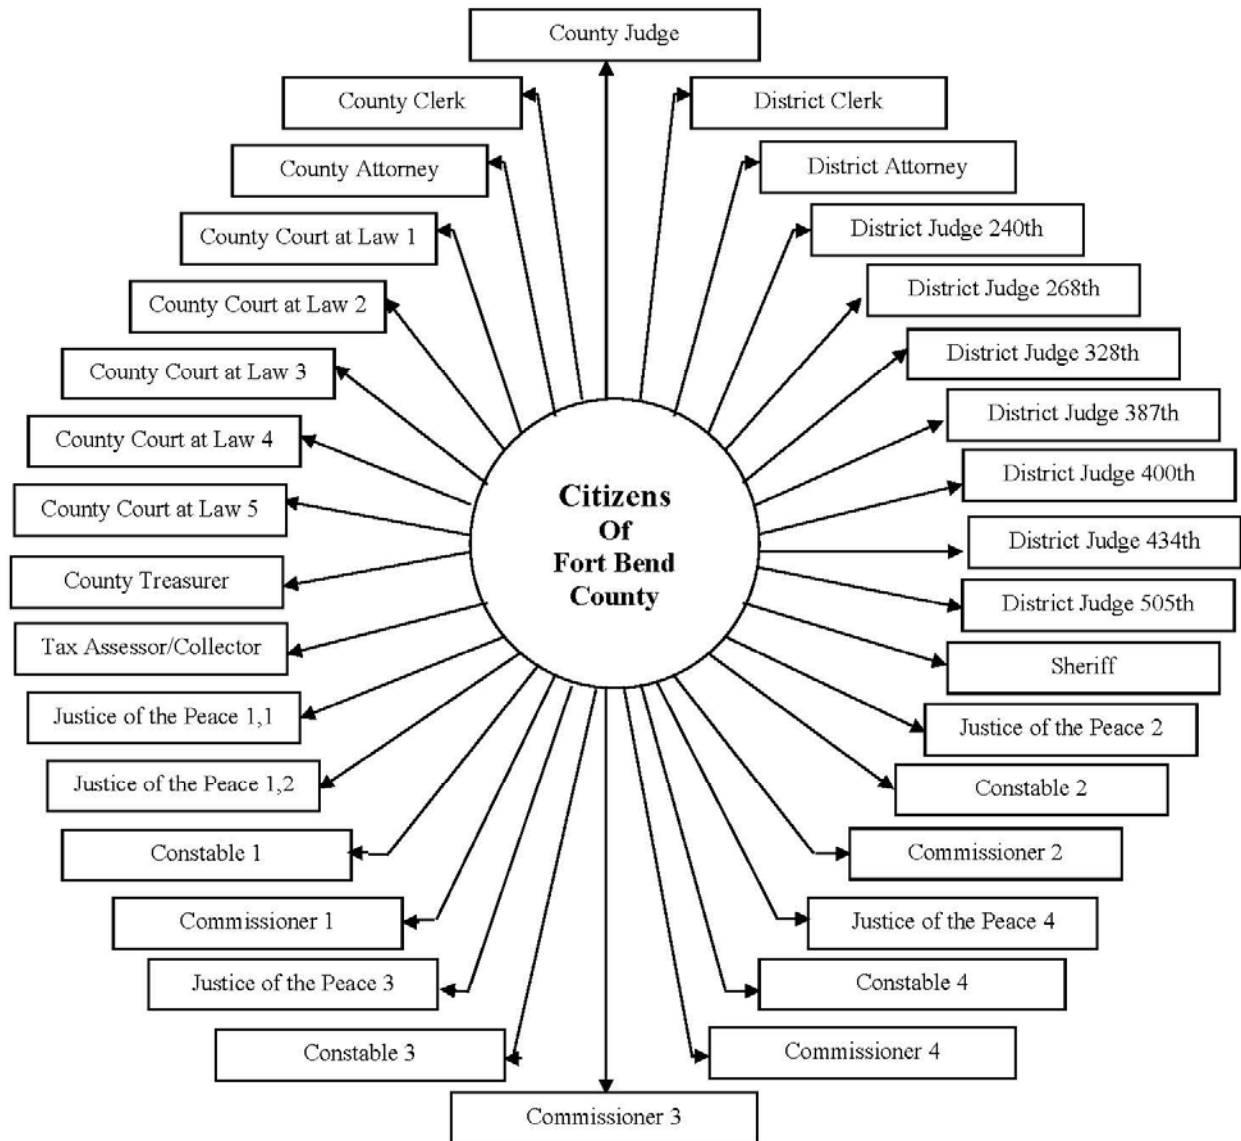 County Judge
County Clerk
District Clerk
County Attorney
District Attorney
County Court at Law 1
District Judge 240th
County Court at Law 2
District Judge 268th
County Court at Law 3
District Judge 328th
County Court at Law 4
District Judge 387th
County Court at Law 5
District Judge 400th
Citizens
Of
Fort Bend
County
District Judge 434th
County Treasurer
District Judge 505th
Tax Assessor/Collector
Sheriff
Justice of the Peace 1,1
Justice of the Peace 2
Justice of the Peace 1,2
Constable 2
Constable 1
Commissioner 2
Commissioner 1
Justice of the Peace 4
Justice of the Peace 3
Constable 4
Constable 3
Commissioner 4
Commissioner 3